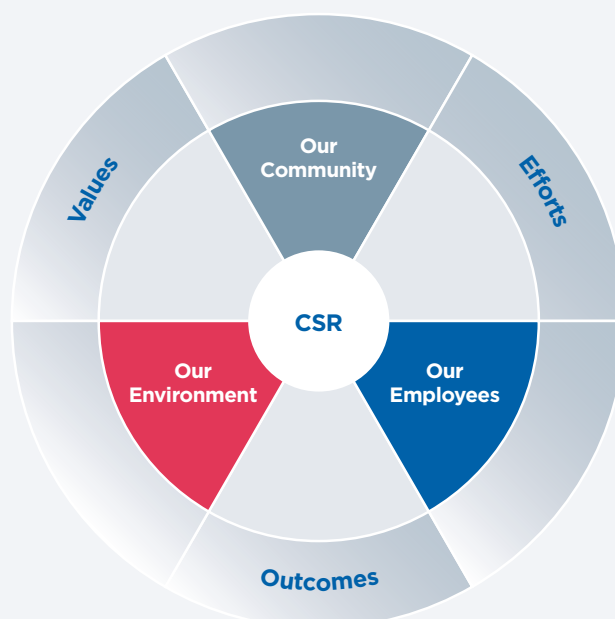 Our
Community
Values
Efforts
CSR
Our
Environment
Our
Employees
Outcomes